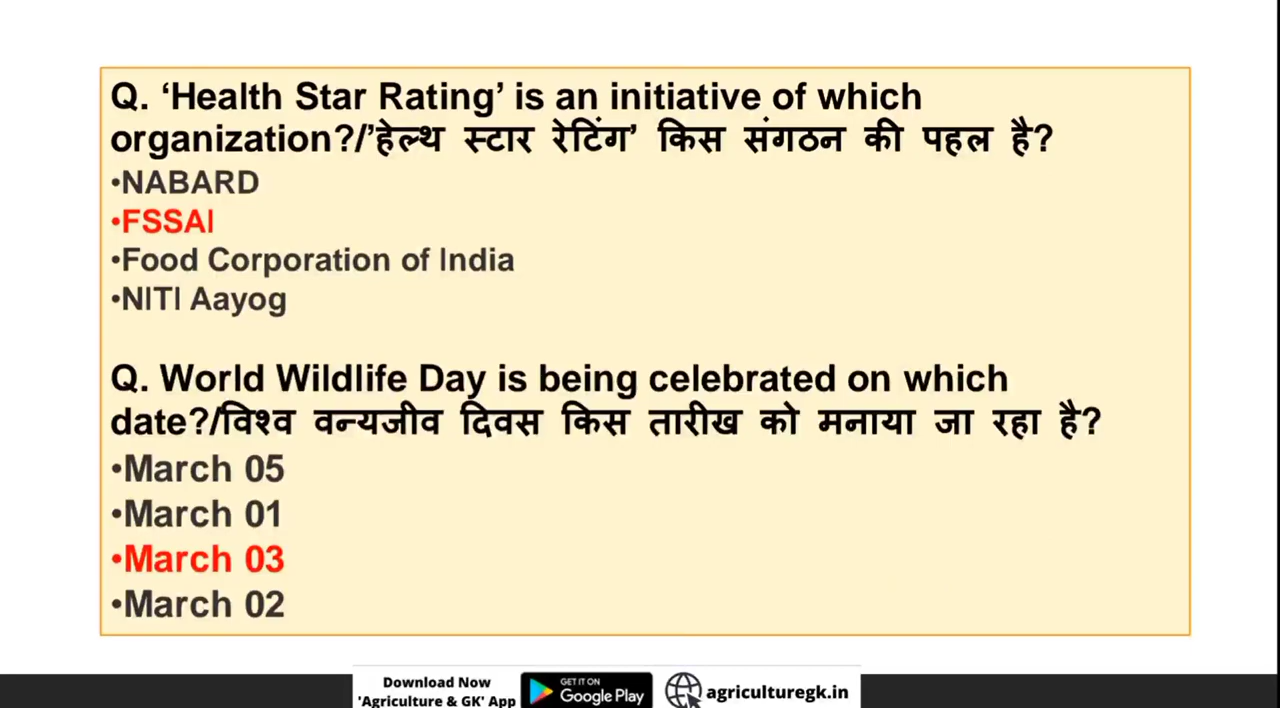 Q. ‘Health Star Rating’ is an initiative of which
organization?/’हेल्थ स्टार रेटिंग’ किस संगठन की पहल है?
•NABARD
•FSSAI
•Food Corporation of India
•NITI Aayog
Q. World Wildlife Day is being celebrated on which
date?/विश्व वन्यजीव दिवस किस तारीख को मनाया जा रहा है?
•March 05
•March 01
•March 03
•March 02
Download Now
'Agriculture & GK' App
GET IT ON
Google Play
agriculturegk.in